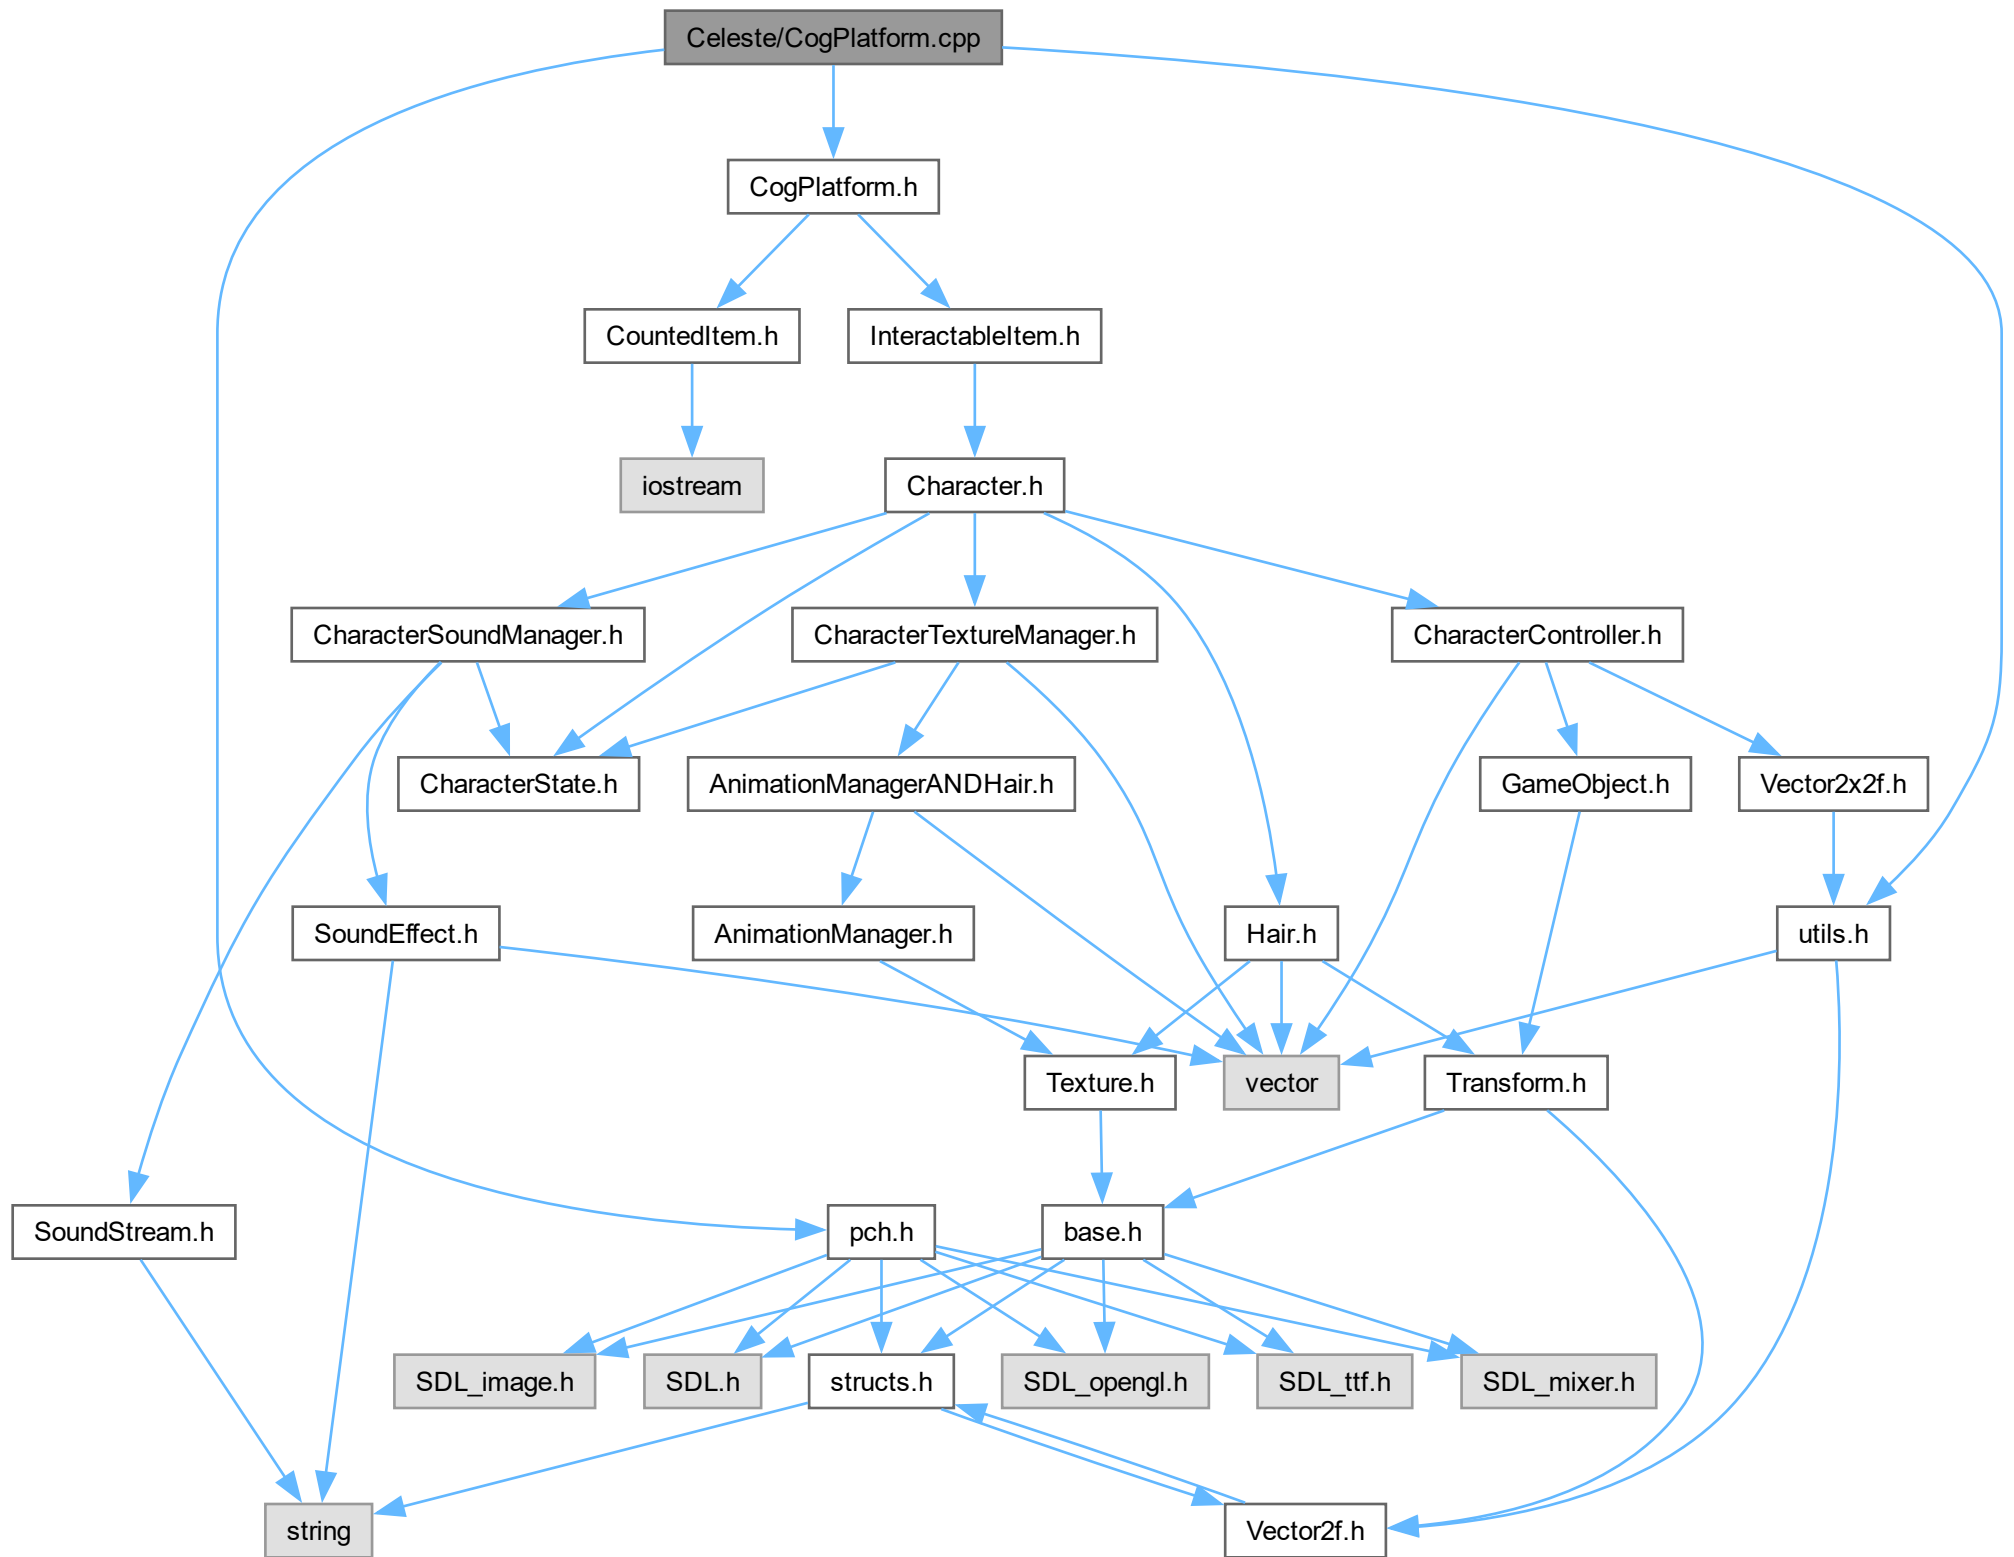 Celeste/CogPlatform.cpp
CogPlatform.h
CountedItem.h
InteractableItem.h
iostream
Character.h
CharacterSoundManager.h
CharacterTextureManager.h
CharacterController.h
CharacterState.h
AnimationManagerANDHair.h
GameObject.h
Vector2x2f.h
SoundEffect.h
AnimationManager.h
Hair.h
utils.h
Texture.h
vector
Transform.h
SoundStream.h
pch.h
base.h
SDL_image.h
SDL.h
structs.h
SDL_opengl.h
SDL_ttf.h
SDL_mixer.h
string
Vector2f.h